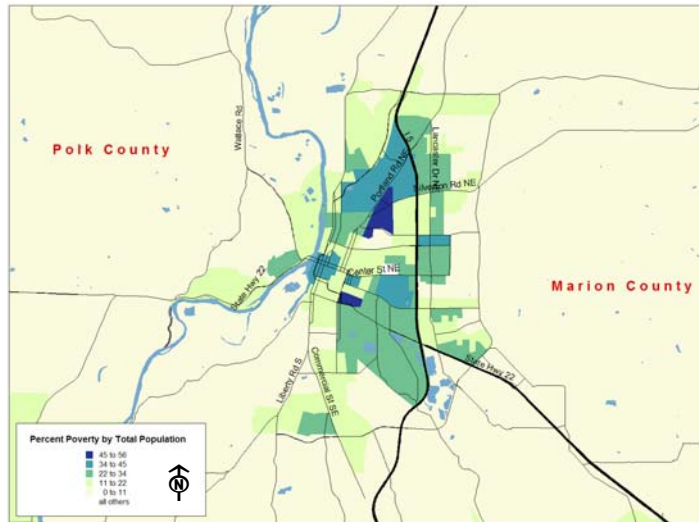 Polk County
Wallace Rd
I-5
Portland Rd NE
Lancaster Dr NE
Silverton Rd NE
Center St NE
State Hwy 22
Marion County
State Hwy 22
Liberty Rd S
Commercial St SE
Percent Poverty by Total Population
45 to 56
34 to 45
22 to 34
11 to 22
0 to 11
all others
N